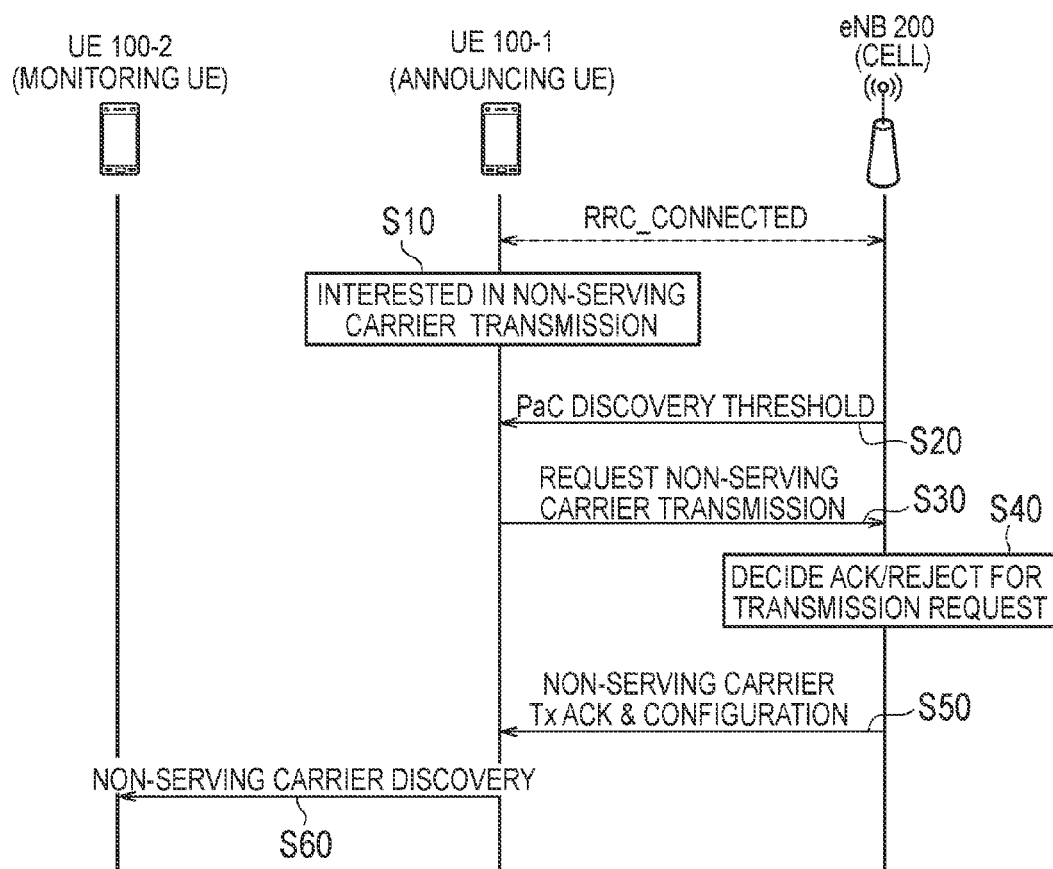 UE 100-2
(MONITORING UE)
UE 100-1
(ANNOUNCING UE)
eNB 200
(CELL)
RRC_CONNECTED
S10
INTERESTED IN NON-SERVING
CARRIER TRANSMISSION
PaC DISCOVERY THRESHOLD
S20
REQUEST NON-SERVING
CARRIER TRANSMISSION
S30
S40
DECIDE ACK/REJECT FOR
TRANSMISSION REQUEST
NON-SERVING CARRIER
Tx ACK & CONFIGURATION
S50
NON-SERVING CARRIER DISCOVERY
S60